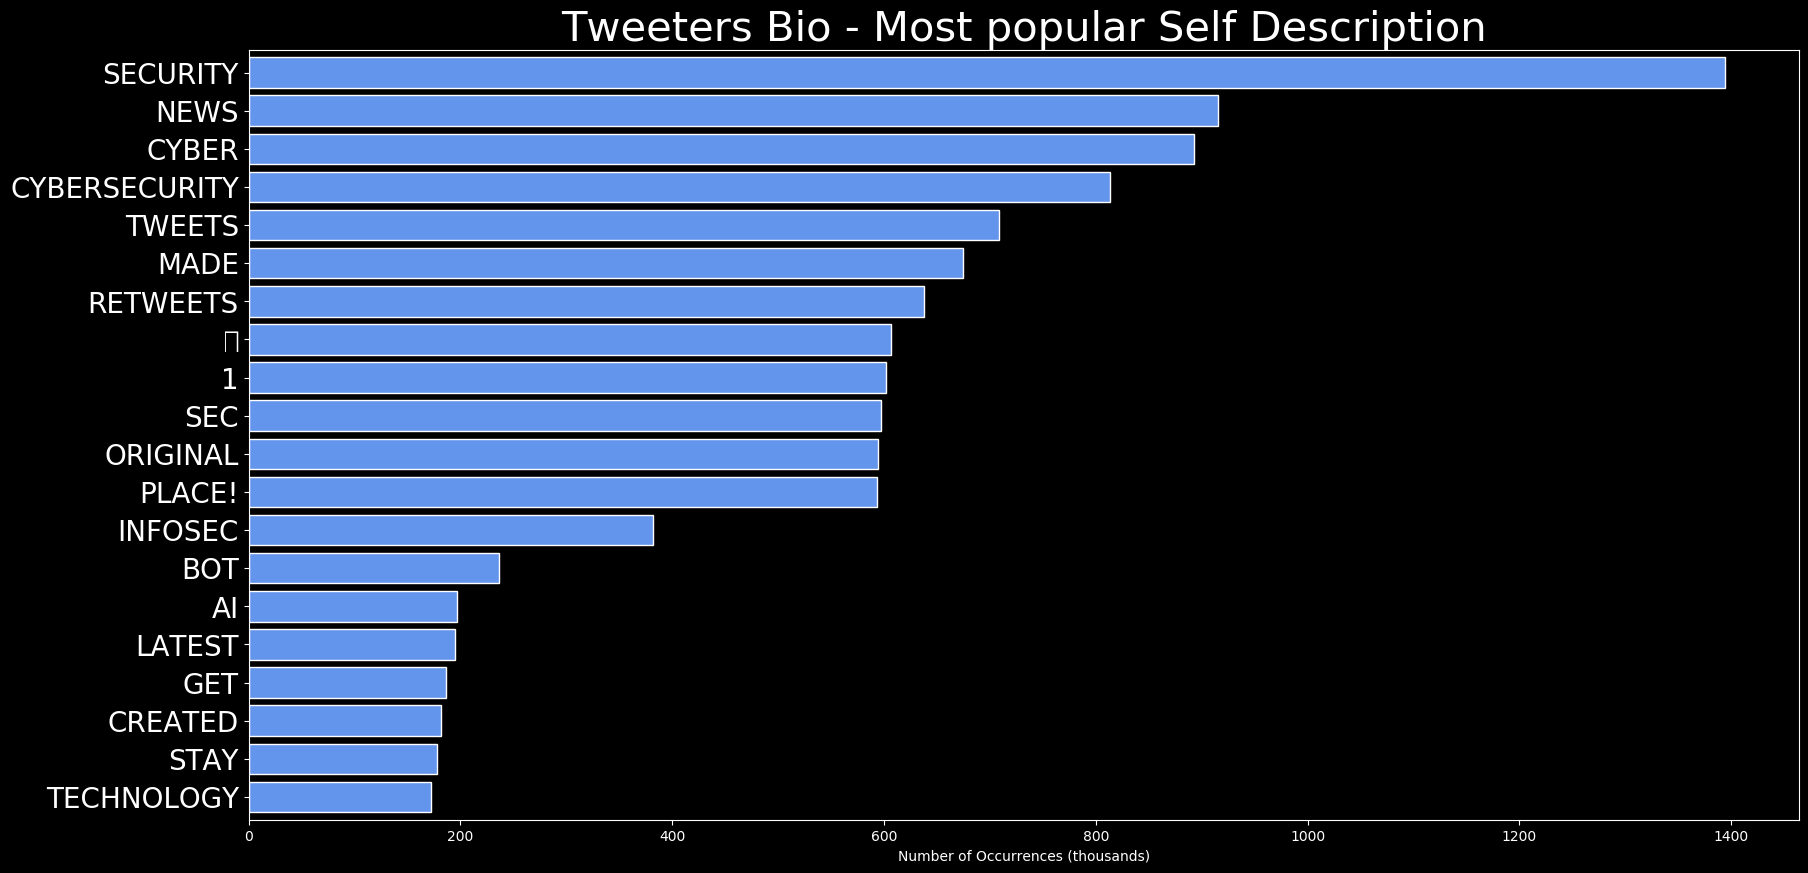 Tweeters Bio - Most popular Self Description
SECURITY
NEWS
CYBER
CYBERSECURITY
TWEETS
MADE
RETWEETS
1
SEC
ORIGINAL
PLACE!
INFOSEC
BOT
AI
LATEST
GET
CREATED
STAY
TECHNOLOGY
0 200 400 600 800 1000 1200 1400
Number of Occurrences (thousands)